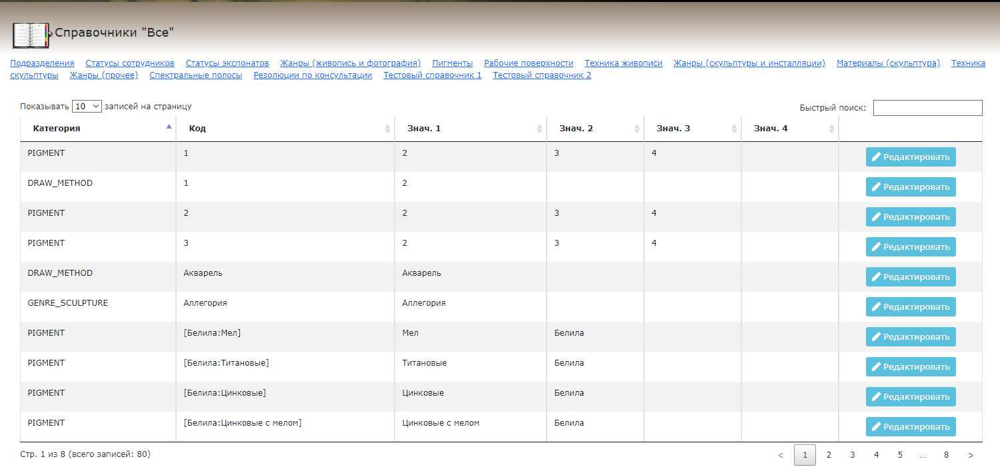 Справочники "Все"
Подразделения Статусы сотрудников Статусы экспонатов Жанры (живопись и фотография) Пигменты Рабочие поверхности Техника живописи Жанры (скульптуры и инсталляции) Материалы (скульптура) Техника
скульптуры Жанры (прочее) Спектральные полосы Резолюции по консультации Тестовый справочник 1 Тестовый справочник 2
Показывать 10 записей на страницу Быстрый поиск:
Категория Код Знач. 1 Знач. 2 Знач. 3 Знач. 4
PIGMENT 1 2 3 4 Редактировать
DRAW_METHOD 1 2 Редактировать
PIGMENT 2 2 3 4 Редактировать
PIGMENT 3 2 3 4 Редактировать
DRAW_METHOD Акварель Акварель Редактировать
GENRE_SCULPTURE Аллегория Аллегория Редактировать
PIGMENT [Белила:Мел] Мел Белила Редактировать
PIGMENT [Белила:Титановые] Титановые Белила Редактировать
PIGMENT [Белила:Цинковые] Цинковые Белила Редактировать
PIGMENT [Белила:Цинковые с мелом] Цинковые с мелом Белила Редактировать
Стр. 1 из 8 (всего записей: 80) < 1 2 3 4 5 ... 8 >